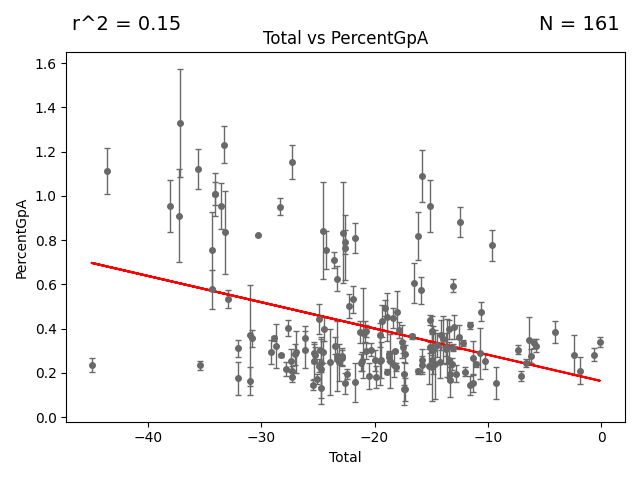 r^2 = 0.15
N = 161
Total vs PercentGpA
PercentGpA
1.6
1.4
1.2
1.0
0.8
0.6
0.4
0.2
0.0
−40
−30
−20
−10
0
Total